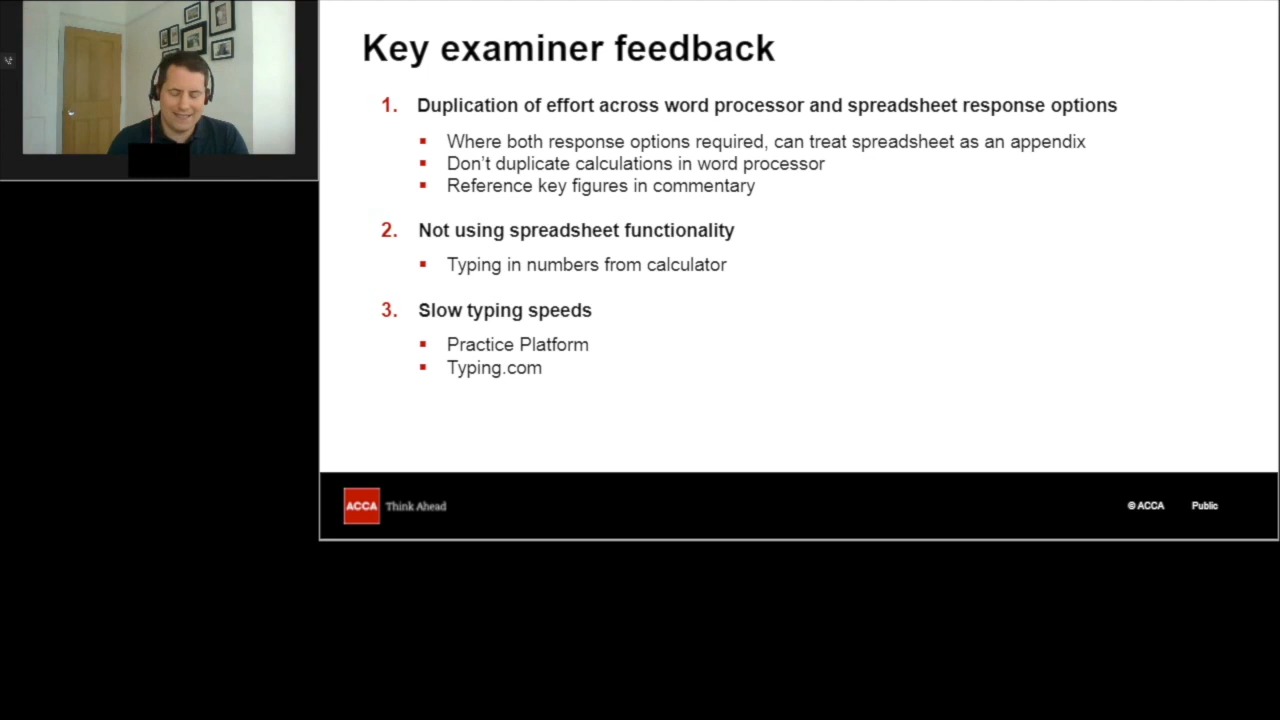 Key examiner feedback
1. Duplication of effort across word processor and spreadsheet response options
▪ Where both response options required, can treat spreadsheet as an appendix
▪ Don’t duplicate calculations in word processor
▪ Reference key figures in commentary
2. Not using spreadsheet functionality
▪ Typing in numbers from calculator
3. Slow typing speeds
▪ Practice Platform
▪ Typing.com
ACCA Think Ahead
© ACCA Public